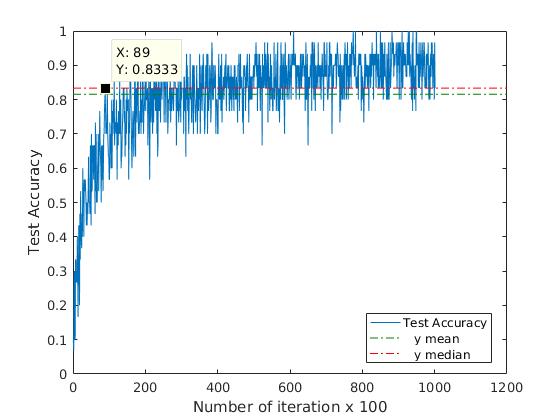 X: 89
Y: 0.8333
1
0.9
0.8
0.7
0.6
0.5
0.4
0.3
0.2
0.1
0
Test Accuracy
0 200 400 600 800 1000 1200
Number of iteration x 100
Test Accuracy
y mean
y median